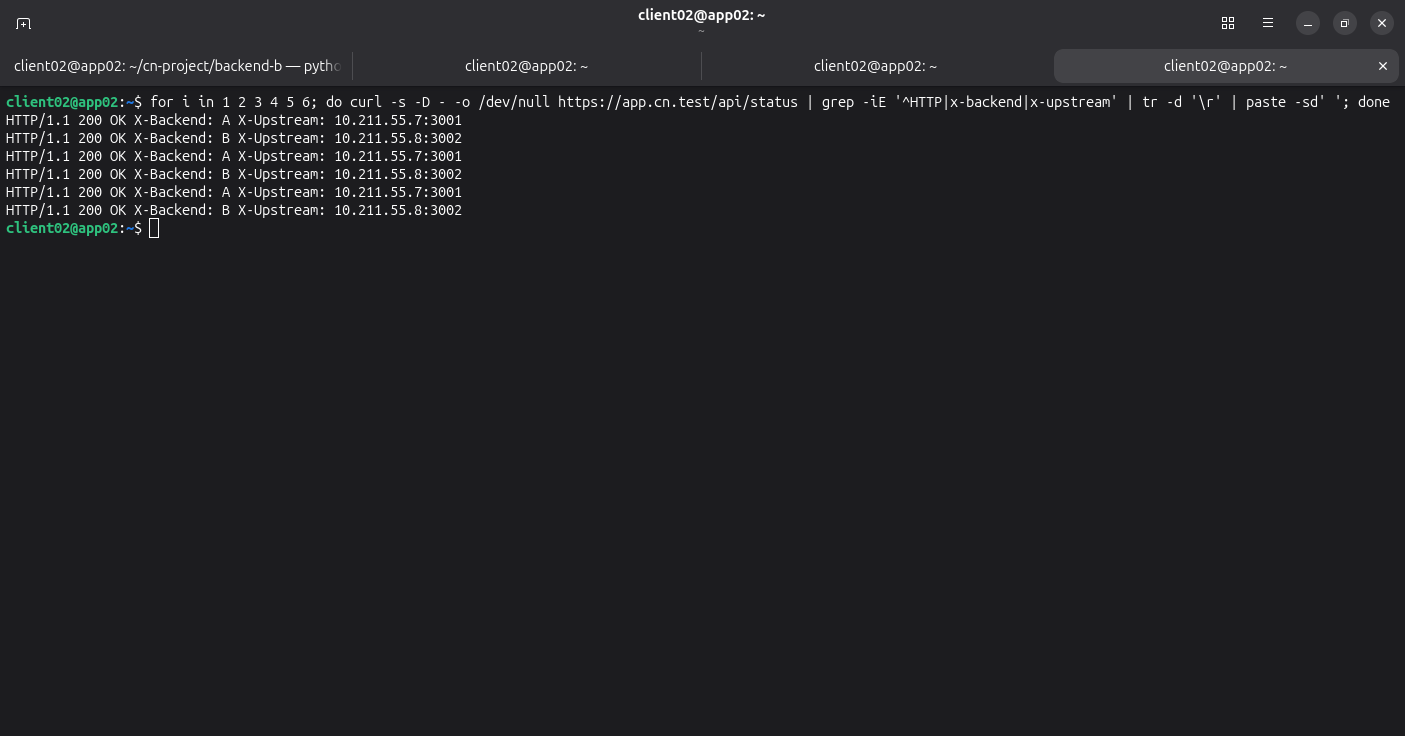 client02@app02: ~
~
client02@app02: ~/cn-project/backend-b — pytho
client02@app02: ~
client02@app02: ~
client02@app02: ~
client02@app02:~$ for i in 1 2 3 4 5 6; do curl -s -D - -o /dev/null https://app.cn.test/api/status | grep -iE '^HTTP|x-backend|x-upstream' | tr -d '\r' | paste -sd' '; done
HTTP/1.1 200 OK X-Backend: A X-Upstream: 10.211.55.7:3001
HTTP/1.1 200 OK X-Backend: B X-Upstream: 10.211.55.8:3002
HTTP/1.1 200 OK X-Backend: A X-Upstream: 10.211.55.7:3001
HTTP/1.1 200 OK X-Backend: B X-Upstream: 10.211.55.8:3002
HTTP/1.1 200 OK X-Backend: A X-Upstream: 10.211.55.7:3001
HTTP/1.1 200 OK X-Backend: B X-Upstream: 10.211.55.8:3002
client02@app02:~$